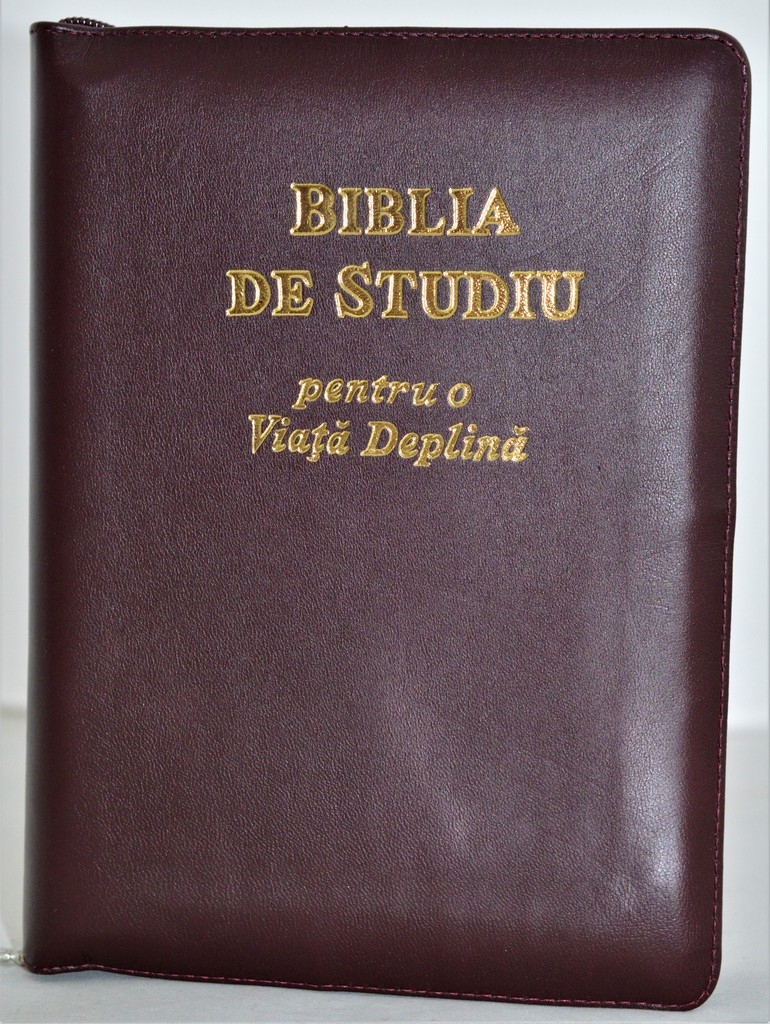 BIBLIA
DE STUDIU
pentru o
Viaţă Deplină